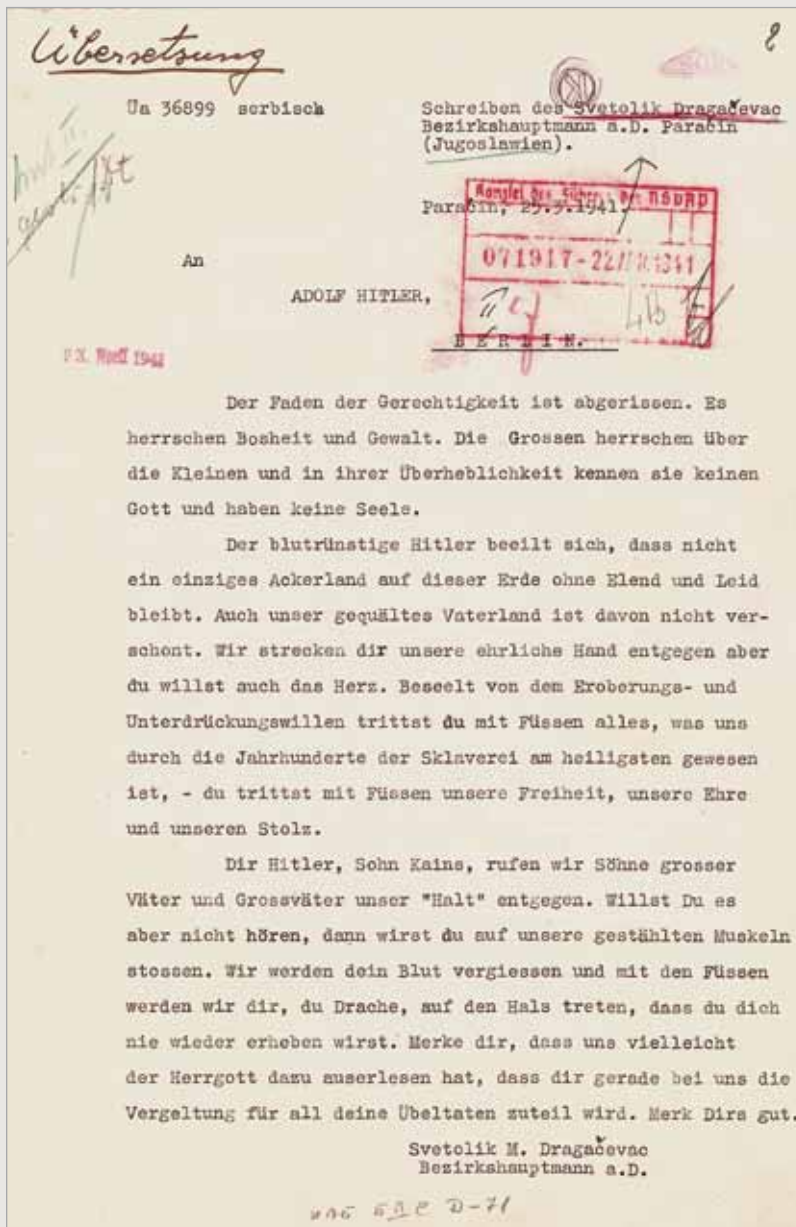 Übersetzung
Ua 36899 serbisch
Schreiben des Svetolik Dragačevac
Bezirkshauptmann a.D. Paraćin
(Jugoslawien).
Kanzlei des Führers der NSDAP
Paraćin, 25.3.1941.
071917-22
1941
An
ADOLF HITLER,
II
BERLIN.
1941
Der Faden der Gerechtigkeit ist abgerissen. Es
herrschen Bosheit und Gewalt. Die Grossen herrschen über
die Kleinen und in ihrer Überheblichkeit kennen sie keinen
Gott und haben keine Seele.
Der blutrünstige Hitler beeilt sich, dass nicht
ein einziges Ackerland auf dieser Erde ohne Elend und Leid
bleibt. Auch unser gequältes Vaterland ist davon nicht ver-
schont. Wir strecken dir unsere ehrliche Hand entgegen aber
du willst auch das Herz. Beseelt von dem Eroberungs- und
Unterdrückungswillen trittst du mit Füssen alles, was uns
durch die Jahrhunderte der Sklaverei am heiligsten gewesen
ist, - du trittst mit Füssen unsere Freiheit, unsere Ehre
und unseren Stolz.
Dir Hitler, Sohn Kains, rufen wir Söhne grosser
Väter und Grossväter unser "Halt" entgegen. Willst Du es
aber nicht hören, dann wirst du auf unsere gestählten Muskeln
stossen. Wir werden dein Blut vergiessen und mit den Füssen
werden wir dir, du Drache, auf den Hals treten, dass du dich
nie wieder erheben wirst. Merke dir, dass uns vielleicht
der Herrgott dazu auserlesen hat, dass dir gerade bei uns die
Vergeltung für all deine Übeltaten zuteil wird. Merk Dirs gut.
Svetolik M. Dragačevac
Bezirkshauptmann a.D.
D-71